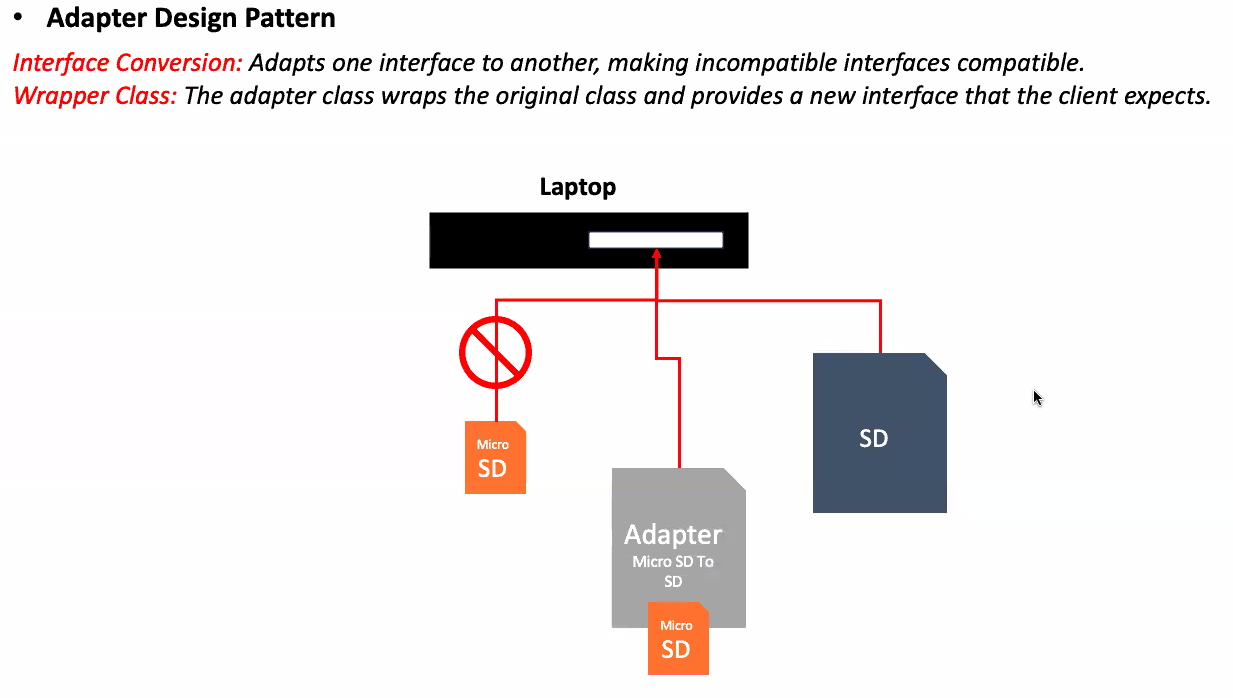 • Adapter Design Pattern
Interface Conversion: Adapts one interface to another, making incompatible interfaces compatible.
Wrapper Class: The adapter class wraps the original class and provides a new interface that the client expects.
Laptop
Micro
SD
SD
Adapter
Micro SD To
SD
Micro
SD